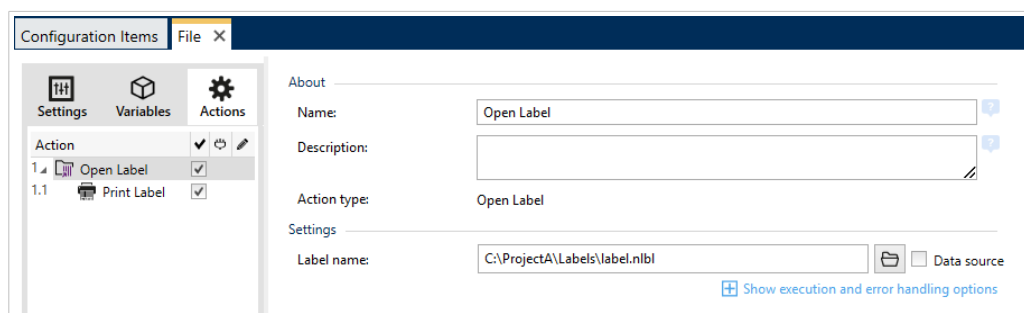 Configuration Items File
Settings Variables Actions
Action
1 Open Label
1.1 Print Label
About
Name: Open Label
Description:
Action type: Open Label
Settings
Label name: C:\ProjectA\Labels\label.nlbl Data source
Show execution and error handling options